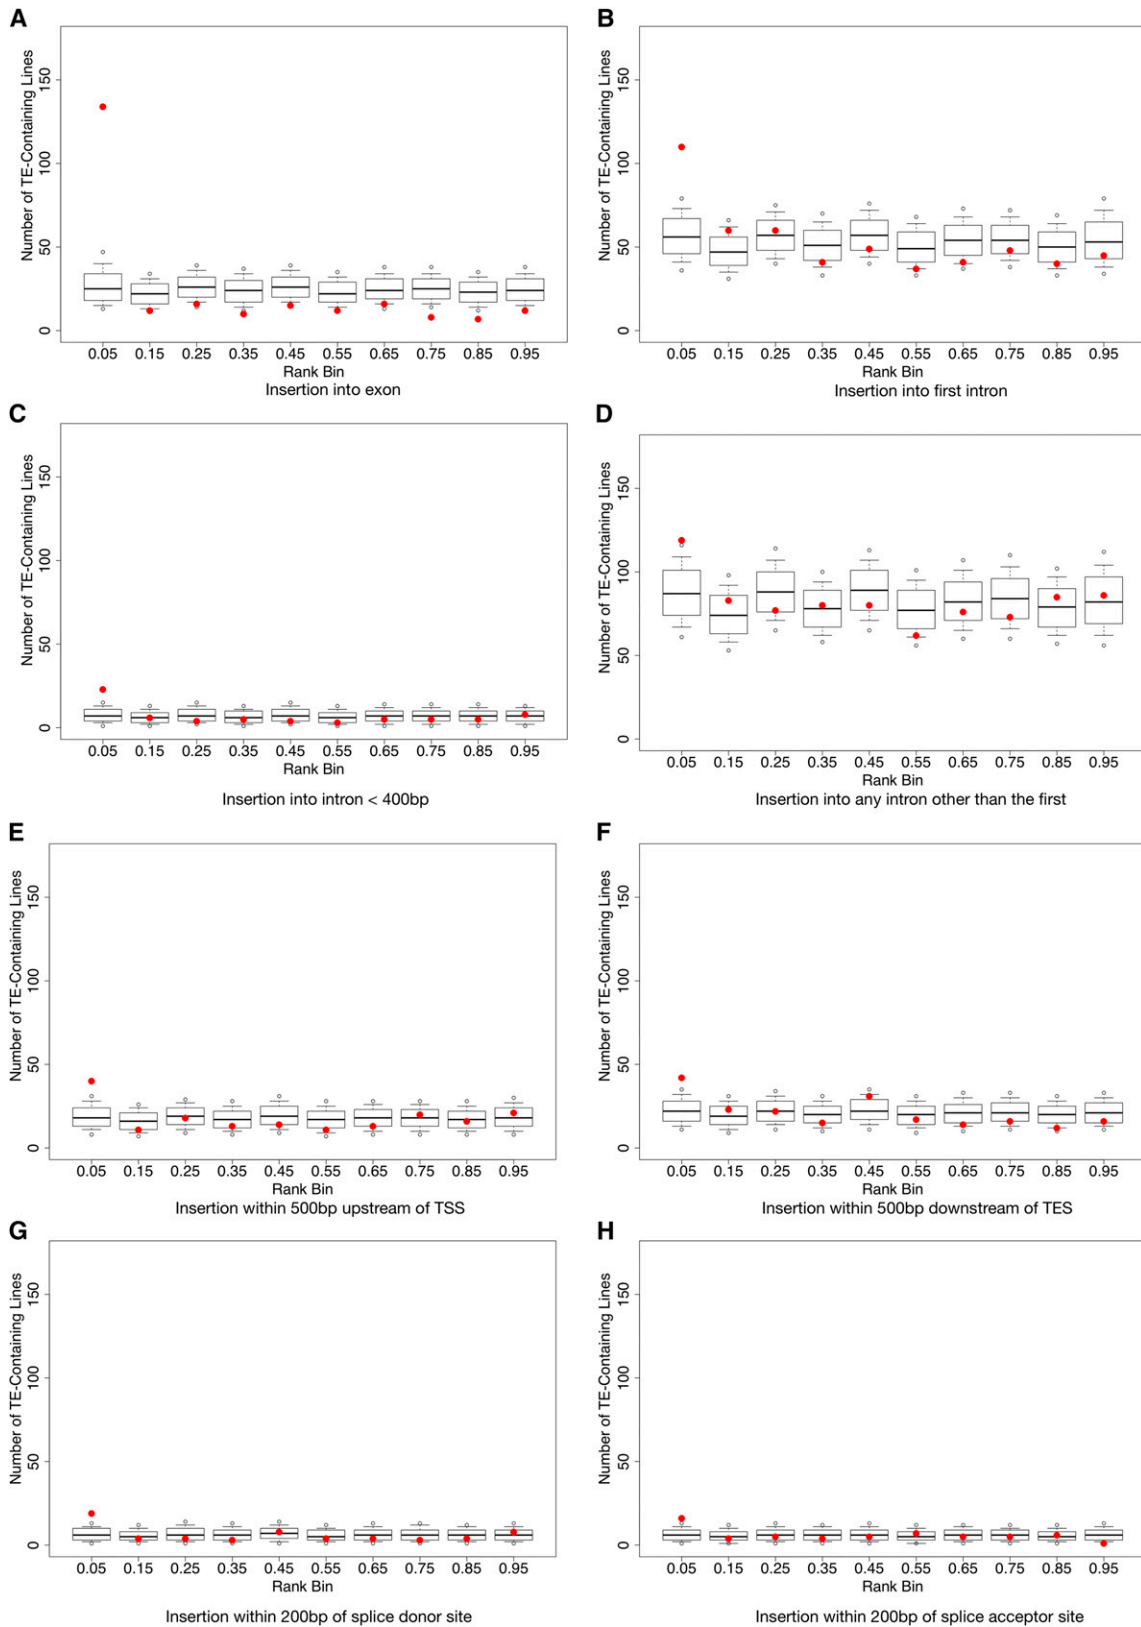 A
Number of TE-Containing Lines
150
100
50
0
0.05 0.15 0.25 0.35 0.45 0.55 0.65 0.75 0.85 0.95
Rank Bin
Insertion into exon
B
Number of TE-Containing Lines
150
100
50
0
0.05 0.15 0.25 0.35 0.45 0.55 0.65 0.75 0.85 0.95
Rank Bin
Insertion into first intron
C
Number of TE-Containing Lines
150
100
50
0
0.05 0.15 0.25 0.35 0.45 0.55 0.65 0.75 0.85 0.95
Rank Bin
Insertion into intron < 400bp
D
Number of TE-Containing Lines
150
100
50
0
0.05 0.15 0.25 0.35 0.45 0.55 0.65 0.75 0.85 0.95
Rank Bin
Insertion into any intron other than the first
E
Number of TE-Containing Lines
150
100
50
0
0.05 0.15 0.25 0.35 0.45 0.55 0.65 0.75 0.85 0.95
Rank Bin
Insertion within 500bp upstream of TSS
F
Number of TE-Containing Lines
150
100
50
0
0.05 0.15 0.25 0.35 0.45 0.55 0.65 0.75 0.85 0.95
Rank Bin
Insertion within 500bp downstream of TES
G
Number of TE-Containing Lines
150
100
50
0
0.05 0.15 0.25 0.35 0.45 0.55 0.65 0.75 0.85 0.95
Rank Bin
Insertion within 200bp of splice donor site
H
Number of TE-Containing Lines
150
100
50
0
0.05 0.15 0.25 0.35 0.45 0.55 0.65 0.75 0.85 0.95
Rank Bin
Insertion within 200bp of splice acceptor site